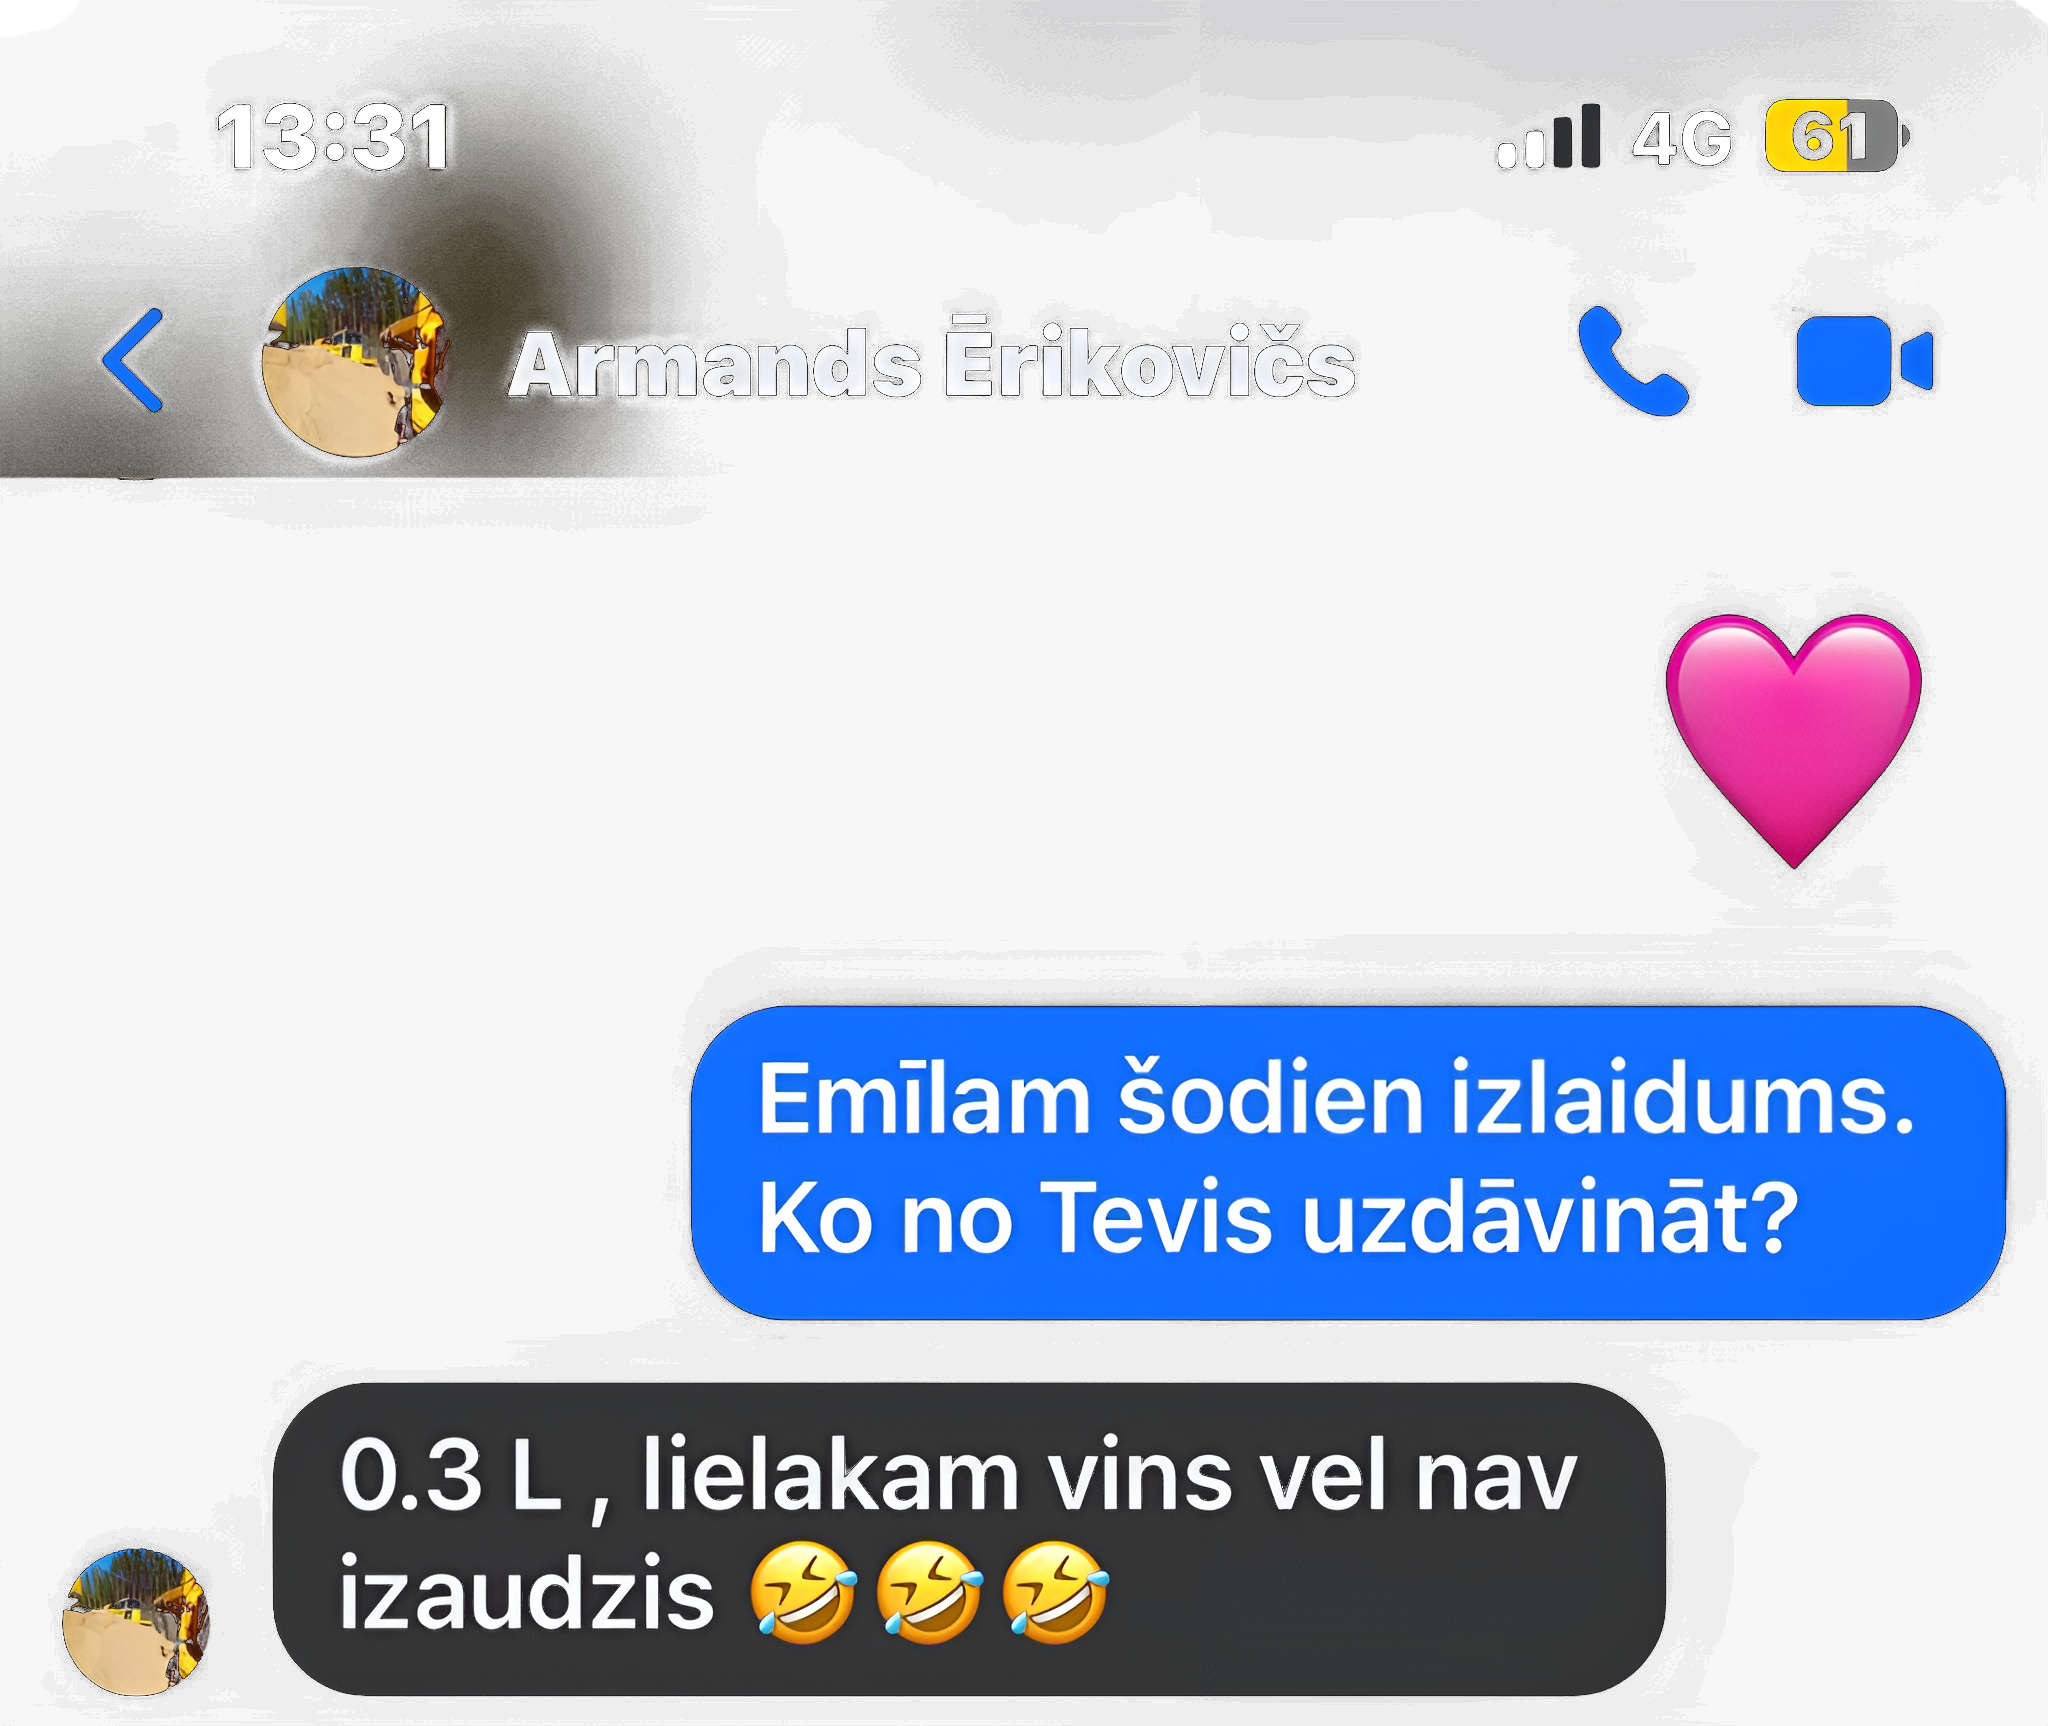 13:31
4G 61
Armands Ērikovičs
Emīlam šodien izlaidums.
Ko no Tevis uzdāvināt?
0.3 L , lielakam vins vel nav
izaudzis 🤣🤣🤣